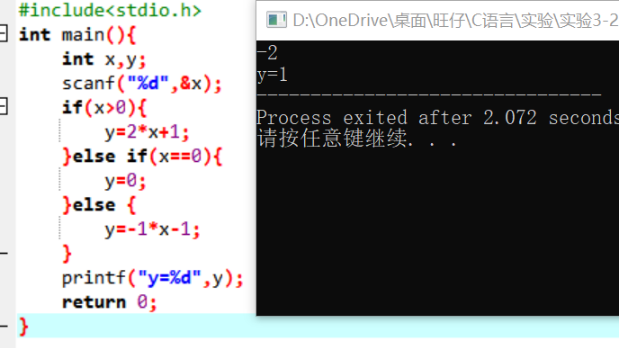 #include<stdio.h>
int main(){
int x,y;
scanf("%d",&x);
if(x>0){
y=2*x+1;
}else if(x==0){
y=0;
}else {
y=-1*x-1;
}
printf("y=%d",y);
return 0;
}
D:\OneDrive\桌面\旺仔\C语言\实验\实验3-2
-2
y=1
--------------------------------
Process exited after 2.072 seconds
请按任意键继续. . .